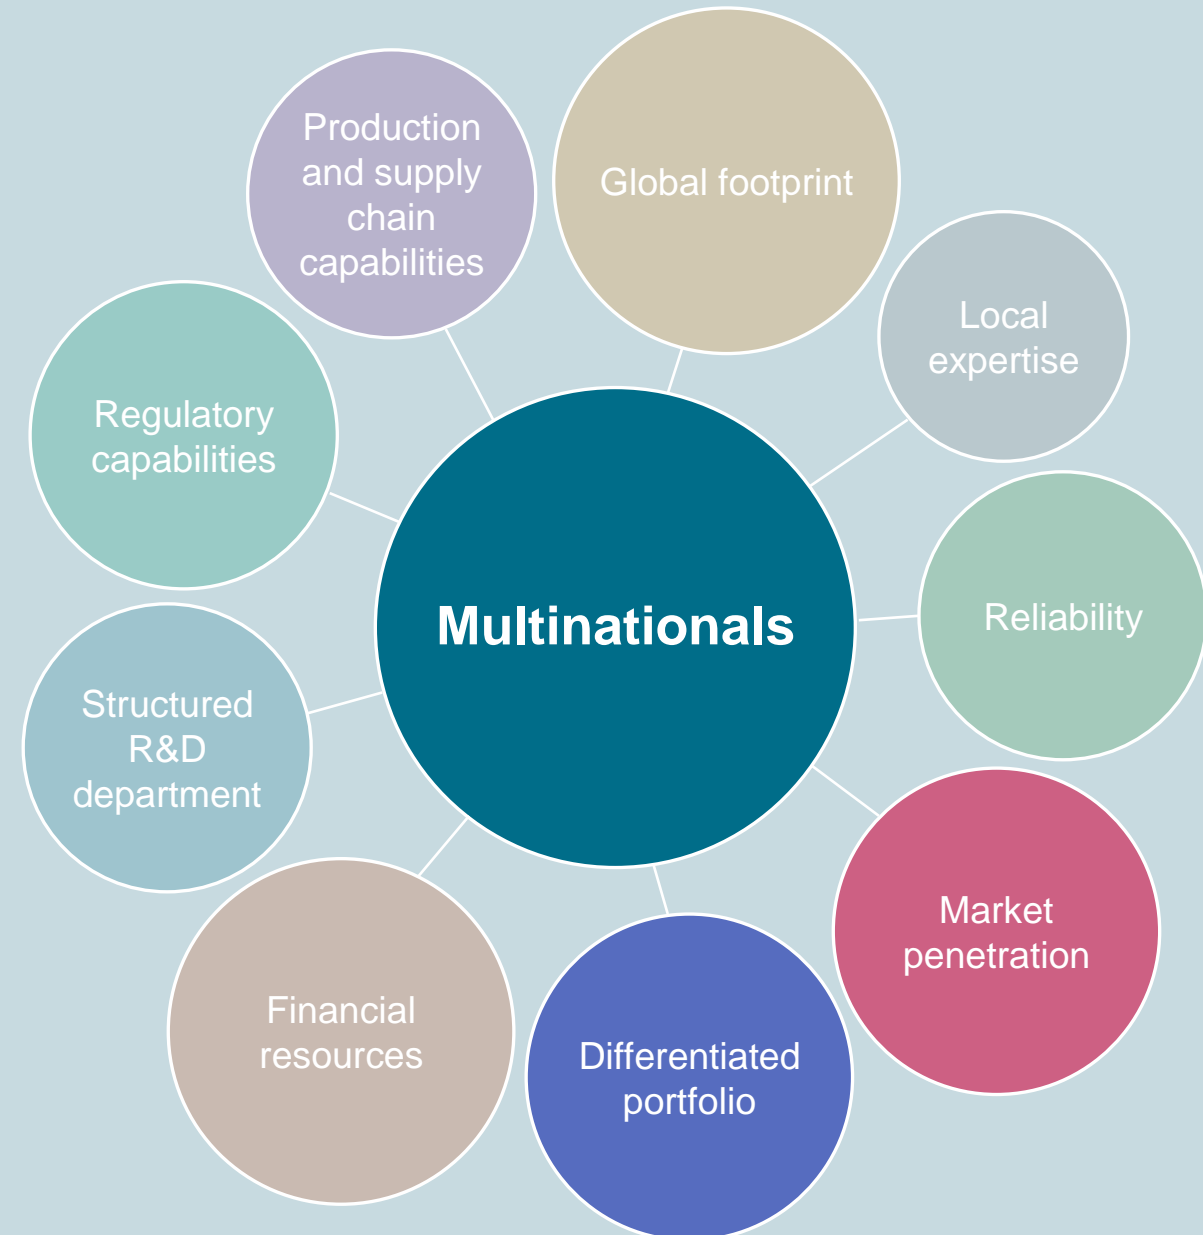 Production
and supply
chain
capabilities
Global footprint
Local
expertise
Regulatory
capabilities
Multinationals
Reliability
Structured
R&D
department
Market
penetration
Financial
resources
Differentiated
portfolio